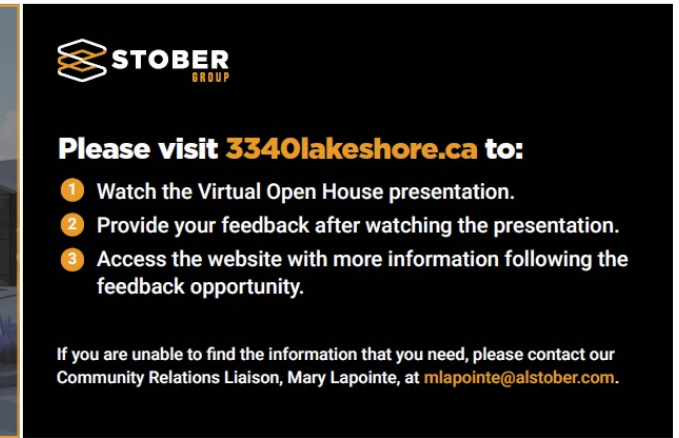 STOBER
GROUP
Please visit 3340lakeshore.ca to:
1 Watch the Virtual Open House presentation.
2 Provide your feedback after watching the presentation.
3 Access the website with more information following the
feedback opportunity.
If you are unable to find the information that you need, please contact our
Community Relations Liaison, Mary Lapointe, at mlapointe@alstober.com.